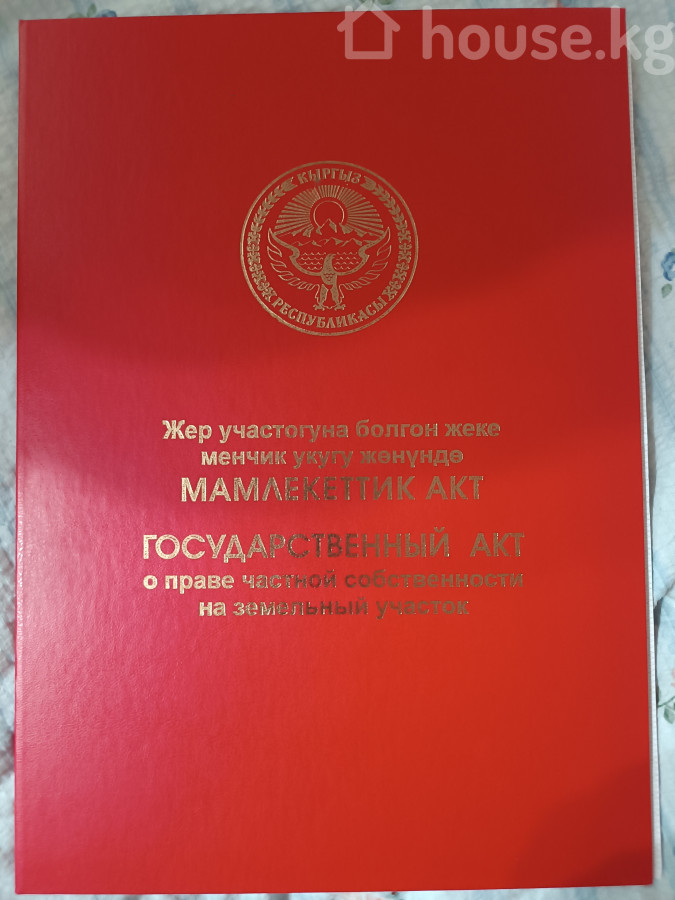 house.kg
КЫРГЫЗ
РЕСПУБЛИКАСЫ
Жер участогуна болгон жеке
менчик укугу жөнүндө
МАМЛЕКЕТТИК АКТ
ГОСУДАРСТВЕННЫЙ АКТ
о праве частной собственности
на земельный участок